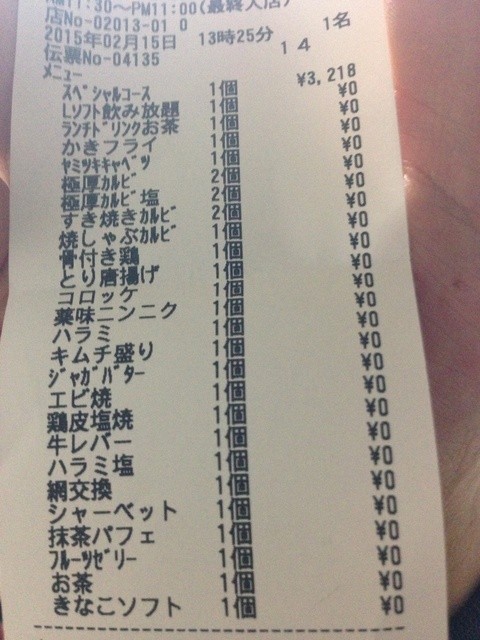 AM11:30~PM11:00(最終入店)
店No-02013-01 0 1名
2015年02月15日 13時25分 14
伝票No-04135
メニュー
ｽﾍﾟｼｬﾙｺｰｽ 1個 ¥3,218
Lｿﾌﾄ飲み放題 1個 ¥0
ﾗﾝﾁﾄﾞﾘﾝｸお茶 1個 ¥0
かきフライ 1個 ¥0
ﾔﾐﾂｷｷｬﾍﾞﾂ 1個 ¥0
極厚ｶﾙﾋﾞ 2個 ¥0
極厚ｶﾙﾋﾞ塩 2個 ¥0
すき焼きｶﾙﾋﾞ 2個 ¥0
焼しゃぶｶﾙﾋﾞ 1個 ¥0
骨付き鶏 1個 ¥0
とり唐揚げ 1個 ¥0
コロッケ 1個 ¥0
薬味ニンニク 1個 ¥0
ハラミ 1個 ¥0
キムチ盛り 1個 ¥0
ｼﾞｬｶﾞﾊﾞﾀｰ 1個 ¥0
エビ焼 1個 ¥0
鶏皮塩焼 1個 ¥0
牛レバー 1個 ¥0
ハラミ塩 1個 ¥0
網交換 1個 ¥0
シャーベット 1個 ¥0
抹茶パフェ 1個 ¥0
ﾌﾙｰﾂゼリー 1個 ¥0
お茶 1個 ¥0
きなこソフト 1個 ¥0